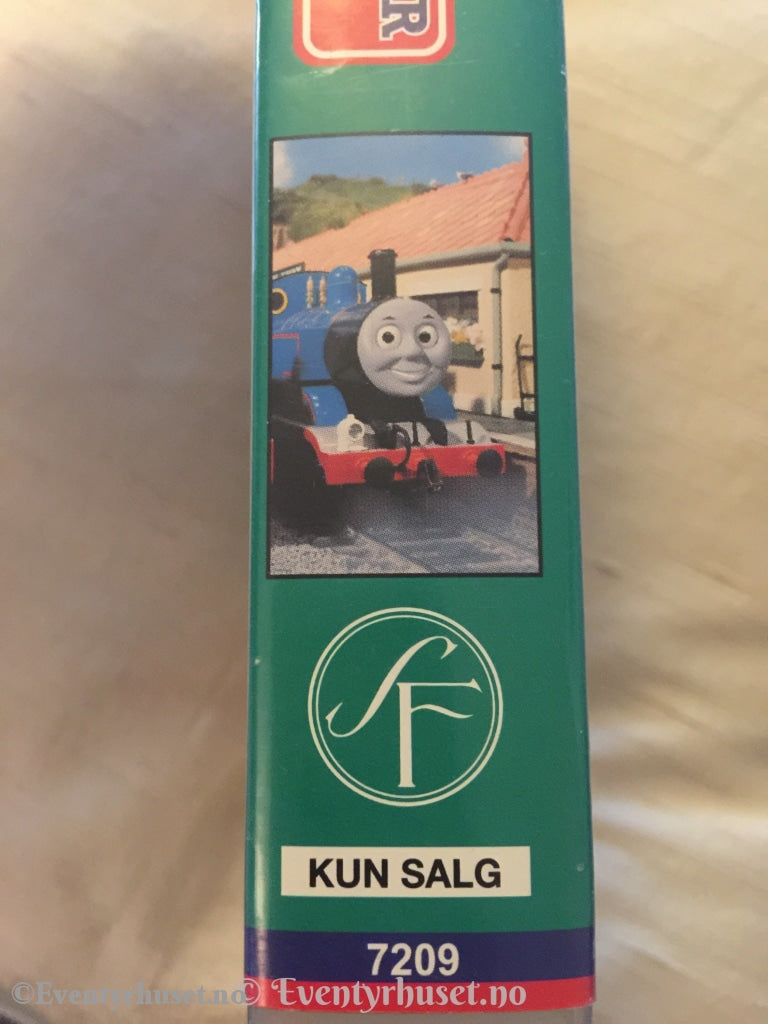 R
SF
KUN SALG
7209
©Eventyrhuset.no © Eventyrhuset.no